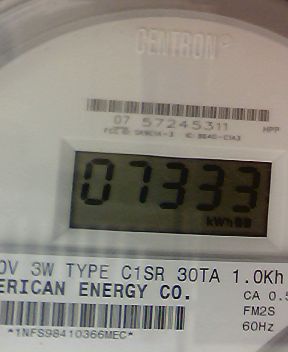 CENTRON®
07 57245311
HPP
07333
kWh
0V 3W TYPE C1SR 30TA 1.0Kh
ERICAN ENERGY CO.
CA 0.5
FM2S
60Hz
*1NFS98410366MEC*